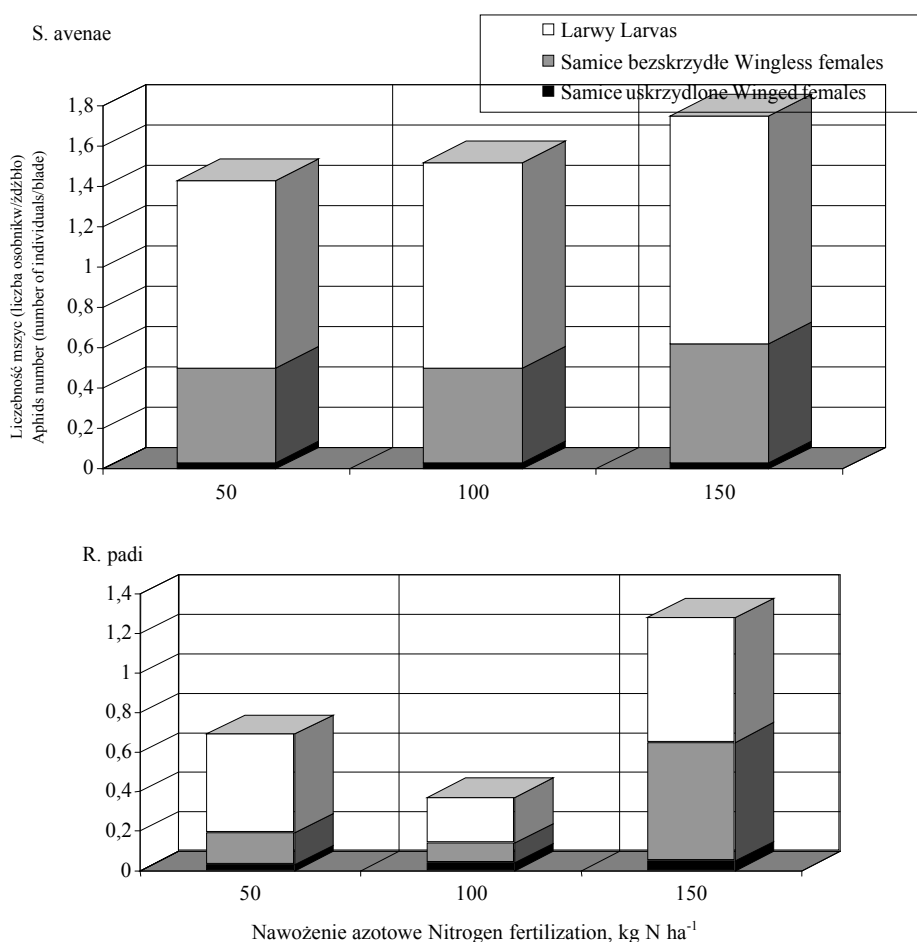 S. avenae
Larwy Larvas
Samice bezskrzydłe Wingless females
Samice uskrzydlone Winged females
Liczebność mszyc (liczba osobnikw/źdźbło)
Aphids number (number of individuals/blade)
1,8
1,6
1,4
1,2
1
0,8
0,6
0,4
0,2
0
50 100 150
R. padi
1,4
1,2
1
0,8
0,6
0,4
0,2
0
50 100 150
Nawożenie azotowe Nitrogen fertilization, kg N ha⁻¹